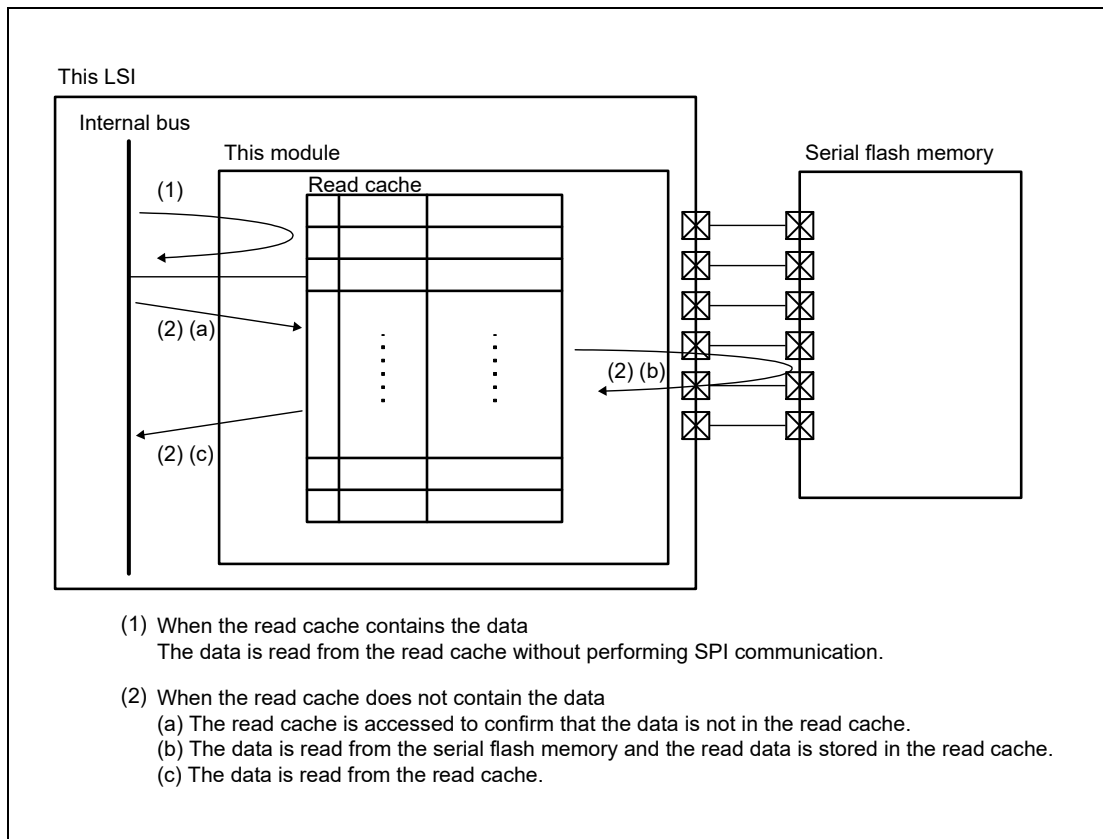 This LSI
Internal bus
This module
Serial flash memory
Read cache
(1)
(2) (a)
(2) (b)
(2) (c)
(1) When the read cache contains the data
The data is read from the read cache without performing SPI communication.
(2) When the read cache does not contain the data
(a) The read cache is accessed to confirm that the data is not in the read cache.
(b) The data is read from the serial flash memory and the read data is stored in the read cache.
(c) The data is read from the read cache.